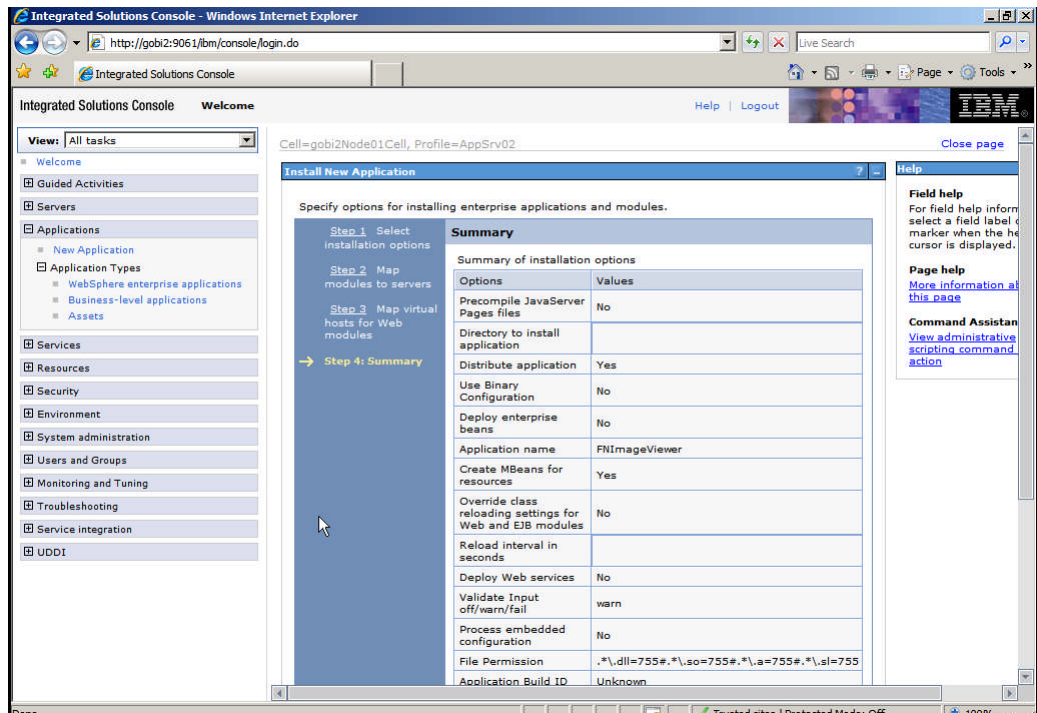 Integrated Solutions Console - Windows Internet Explorer
http://gobi2:9061/ibm/console/login.do
Live Search
Integrated Solutions Console
Page
Tools
Integrated Solutions Console Welcome
Help | Logout
IBM
View: All tasks
Welcome
Guided Activities
Servers
Applications
New Application
Application Types
WebSphere enterprise applications
Business-level applications
Assets
Services
Resources
Security
Environment
System administration
Users and Groups
Monitoring and Tuning
Troubleshooting
Service integration
UDDI
Cell=gobi2Node01Cell, Profile=AppSrv02
Close page
Install New Application
Specify options for installing enterprise applications and modules.
Step 1 Select
installation options
Step 2 Map
modules to servers
Step 3 Map virtual
hosts for Web
modules
Step 4: Summary
Summary
Summary of installation options
Options Values
Precompile JavaServer
Pages files No
Directory to install
application
Distribute application Yes
Use Binary
Configuration No
Deploy enterprise
beans No
Application name FNImageViewer
Create MBeans for
resources Yes
Override class
reloading settings for
Web and EJB modules No
Reload interval in
seconds
Deploy Web services No
Validate Input
off/warn/fail warn
Process embedded
configuration No
File Permission .*\.dll=755#.*\.so=755#.*\.a=755#.*\.sl=755
Application Build ID Unknown
Help
Field help
For field help inform
select a field label
marker when the he
cursor is displayed.
Page help
More information a
this page
Command Assistan
View administrative
scripting command
action
Done
Trusted sites | Protected Mode: Off
100%